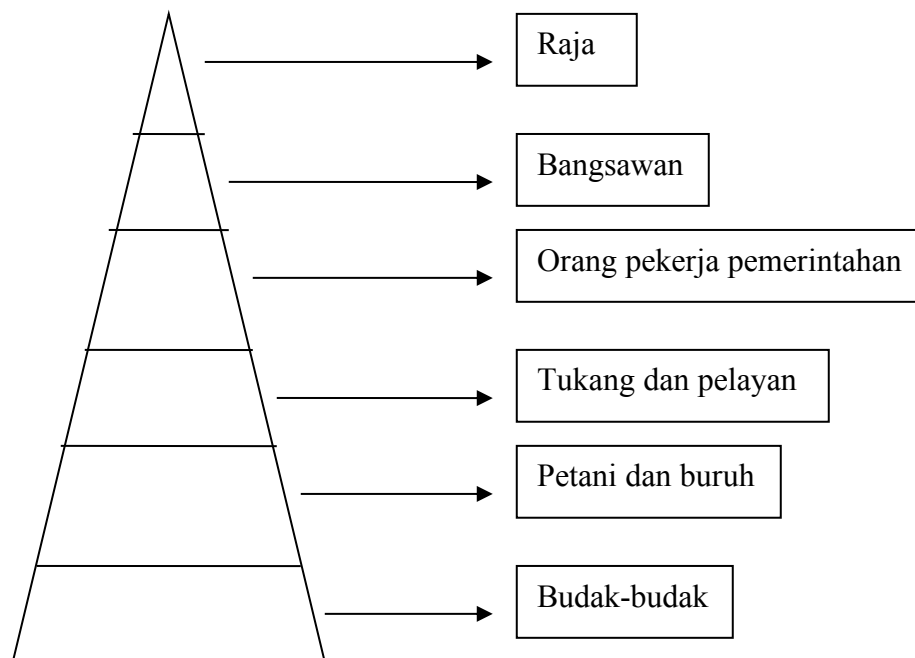 Raja
Bangsawan
Orang pekerja pemerintahan
Tukang dan pelayan
Petani dan buruh
Budak-budak